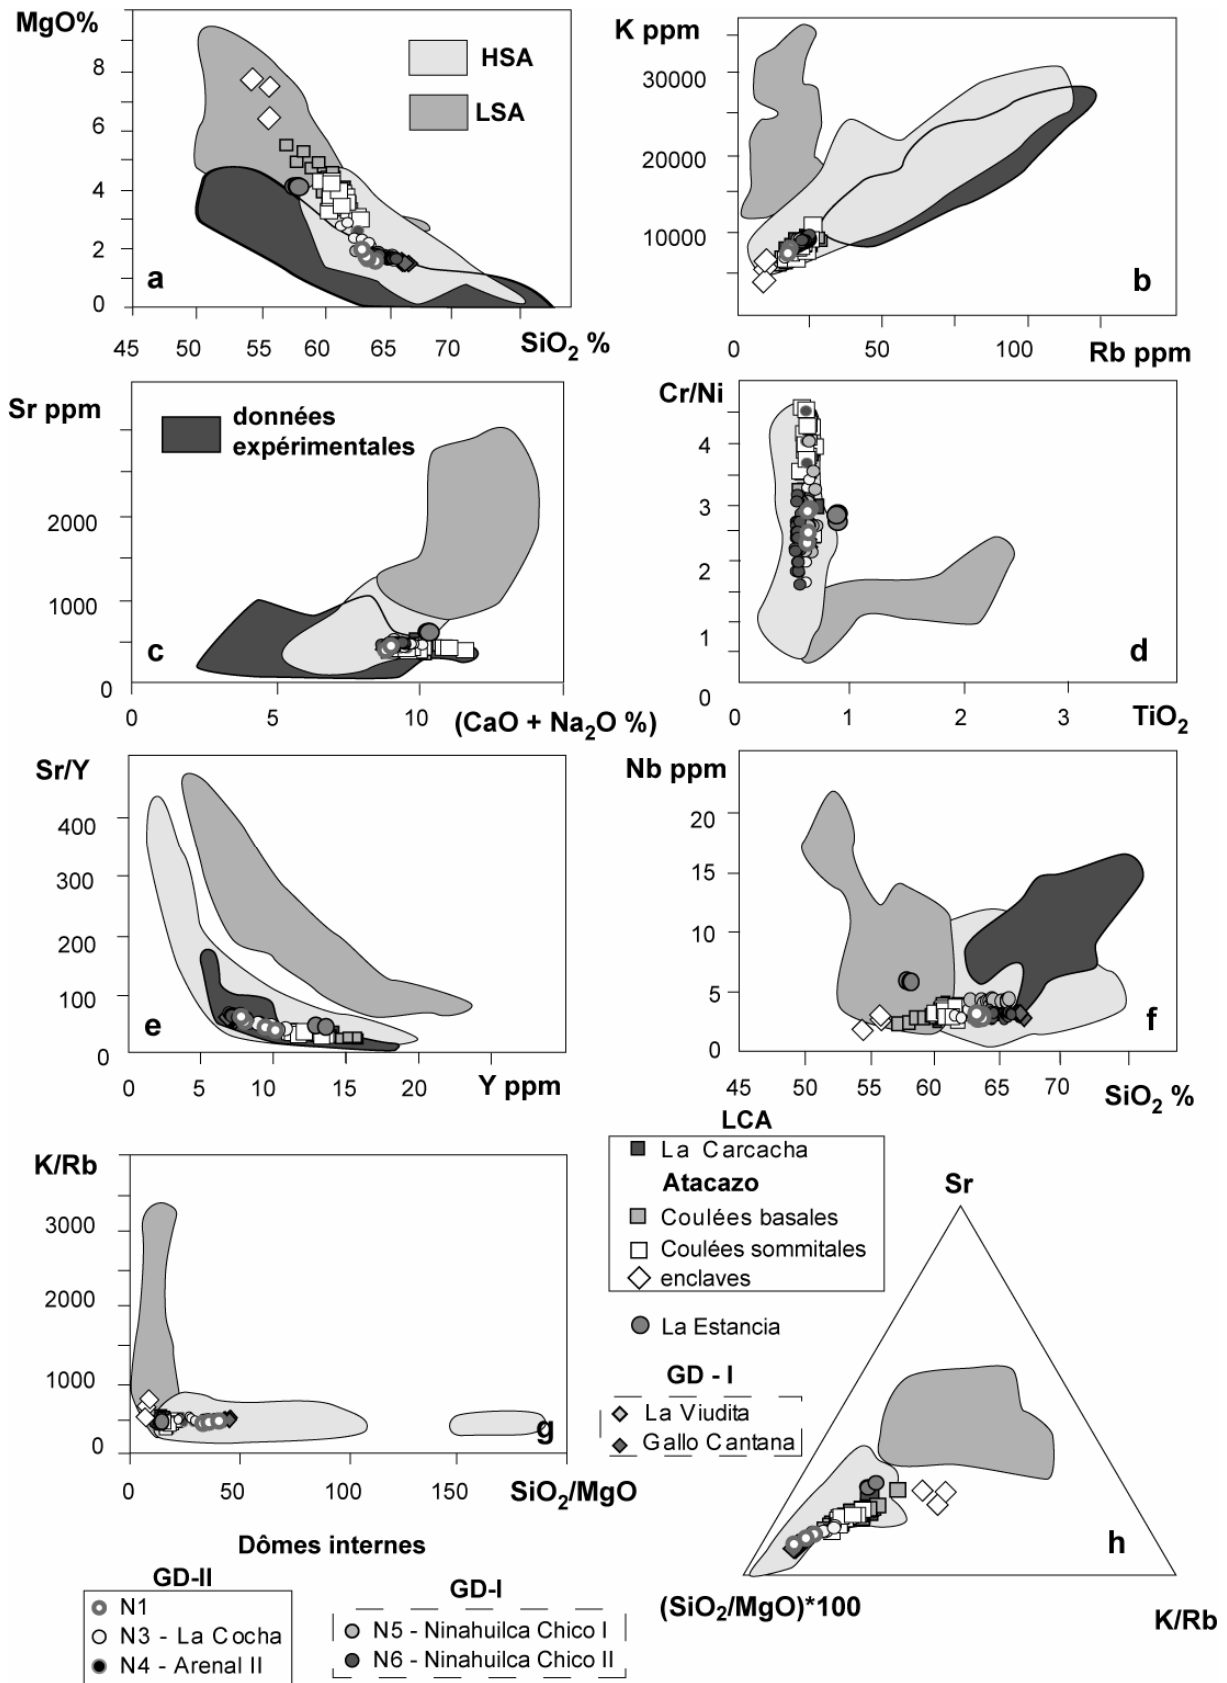 MgO%
8
6
4
2
0
HSA
LSA
a
45 50 55 60 65 70
SiO2 %
K ppm
30000
20000
10000
b
0 50 100
Rb ppm
Sr ppm
2000
1000
0
données
expérimentales
c
0 5 10
(CaO + Na2O %)
Cr/Ni
4
3
2
1
0
d
0 1 2 3
TiO2
Sr/Y
400
300
200
100
0
e
0 5 10 15 20
Y ppm
Nb ppm
20
15
10
5
0
f
45 50 55 60 65 70
SiO2 %
K/Rb
3000
2000
1000
0
g
0 50 100 150
SiO2/MgO
LCA
La Carcacha
Atacazo
Coulées basales
Coulées sommitales
enclaves
La Estancia
GD - I
La Viudita
Gallo Cantana
Sr
h
(SiO2/MgO)*100
K/Rb
Dômes internes
GD-II
N1
N3 - La Cocha
N4 - Arenal II
GD-I
N5 - Ninahuilca Chico I
N6 - Ninahuilca Chico II